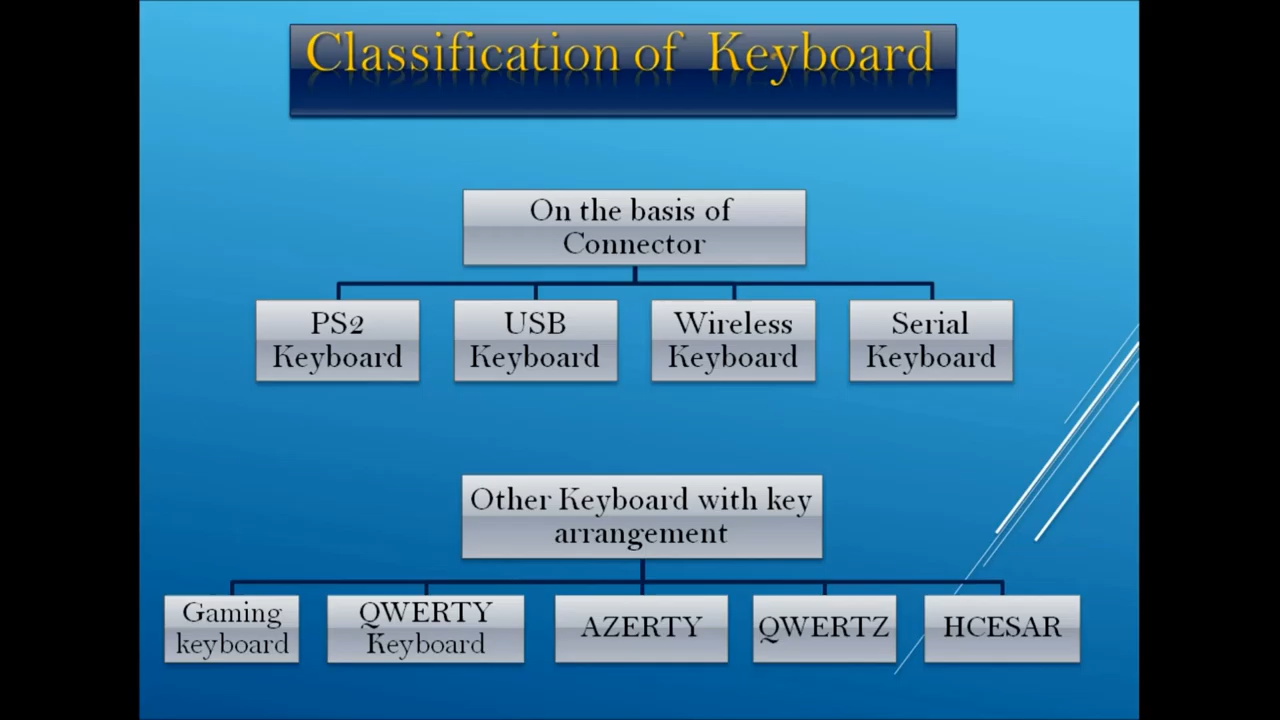 Classification of Keyboard
On the basis of
Connector
PS2
Keyboard
USB
Keyboard
Wireless
Keyboard
Serial
Keyboard
Other Keyboard with key
arrangement
Gaming
keyboard
QWERTY
Keyboard
AZERTY
QWERTZ
HCESAR